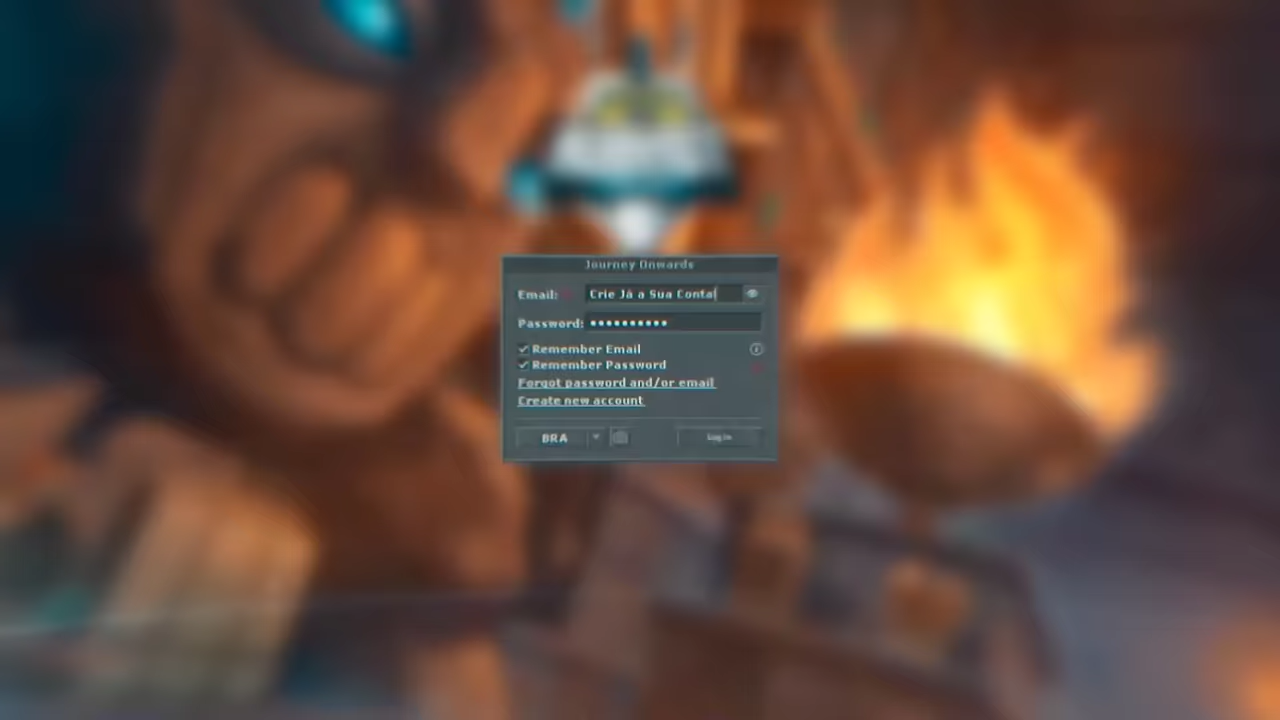 Journey Onwards
Email: Crie Já a Sua Conta
Password: ••••••••••
Remember Email
Remember Password
Forgot password and/or email
Create new account
BRA Log in